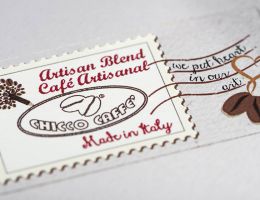 Artisan Blend
Café Artisanal
CHICCO CAFFE'
Made in Italy
we put heart
in our
art